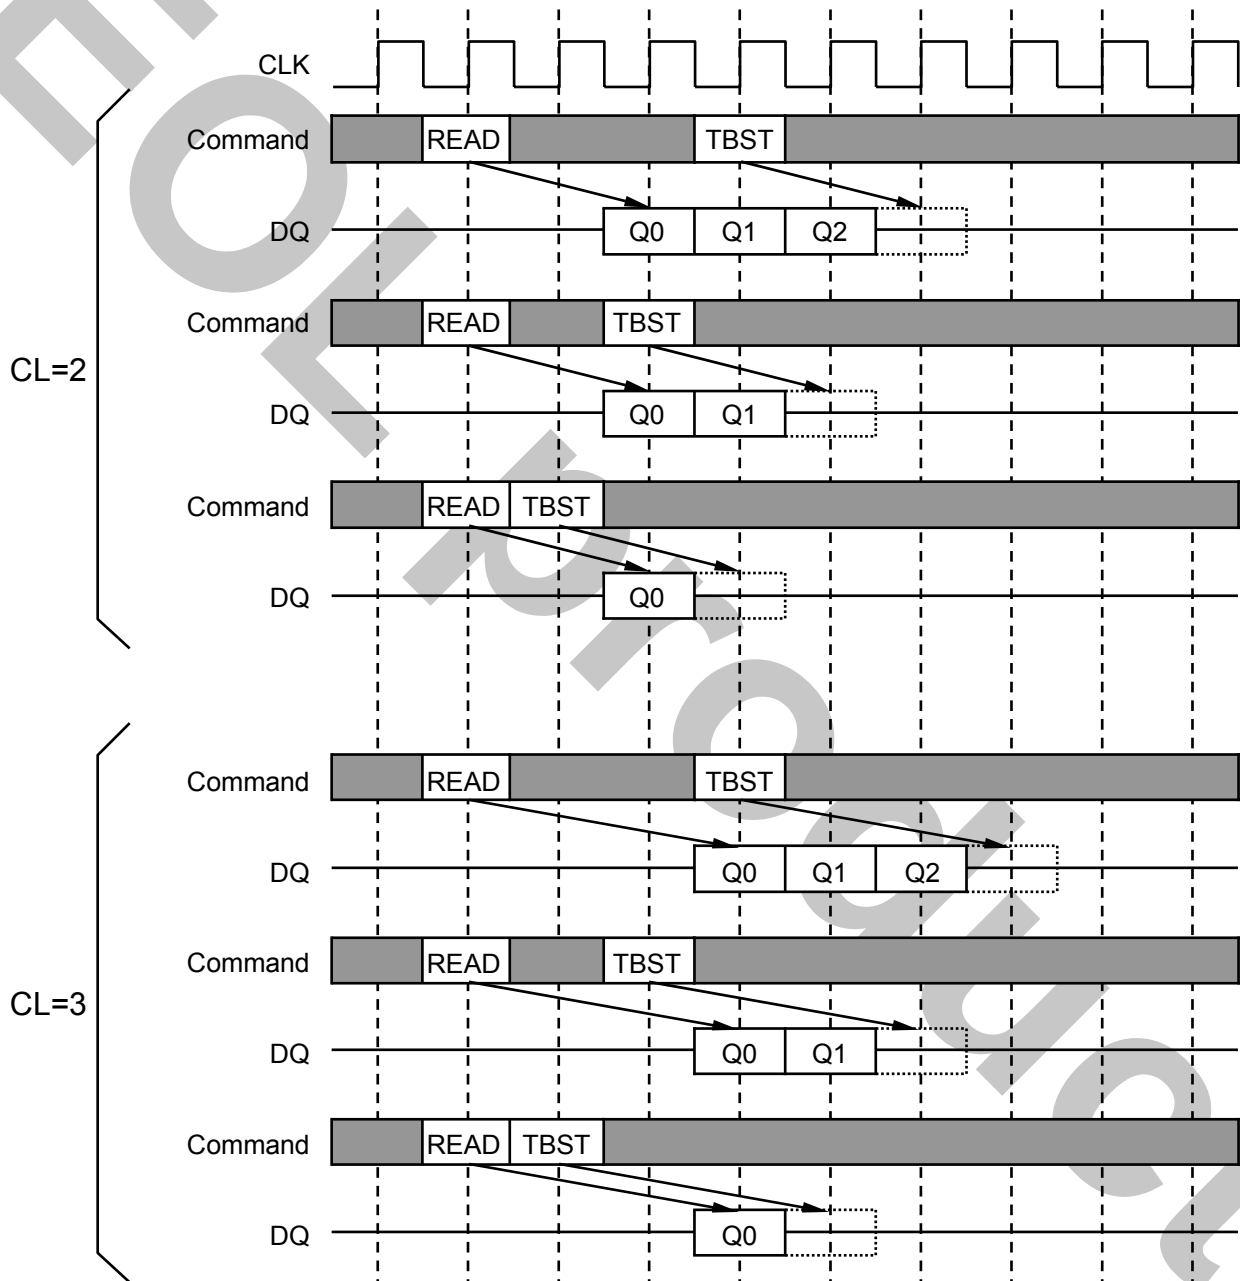 CLK
Command READ TBST
DQ Q0 Q1 Q2
Command READ TBST
DQ Q0 Q1
CL=2
Command READ TBST
DQ Q0
Command READ TBST
DQ Q0 Q1 Q2
Command READ TBST
DQ Q0 Q1
CL=3
Command READ TBST
DQ Q0
EOL product